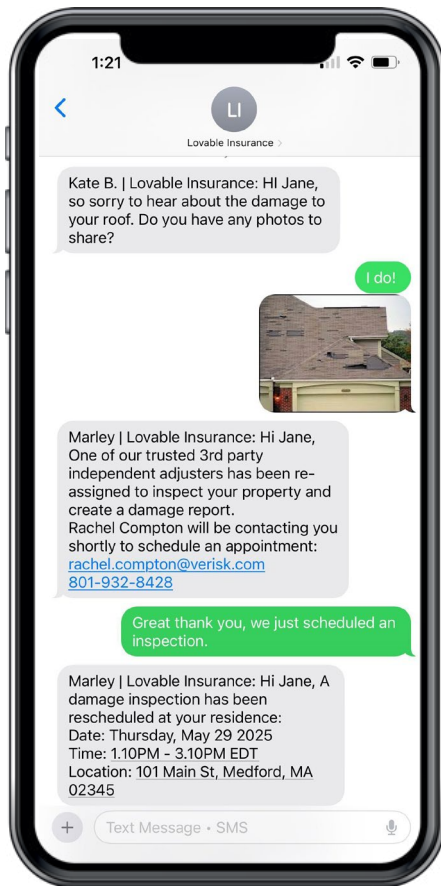 1:21
LI
Lovable Insurance
Kate B. | Lovable Insurance: HI Jane,
so sorry to hear about the damage to
your roof. Do you have any photos to
share?
I do!
Marley | Lovable Insurance: Hi Jane,
One of our trusted 3rd party
independent adjusters has been re-
assigned to inspect your property and
create a damage report.
Rachel Compton will be contacting you
shortly to schedule an appointment:
rachel.compton@verisk.com
801-932-8428
Great thank you, we just scheduled an
inspection.
Marley | Lovable Insurance: Hi Jane, A
damage inspection has been
rescheduled at your residence:
Date: Thursday, May 29 2025
Time: 1.10PM - 3.10PM EDT
Location: 101 Main St, Medford, MA
02345
Text Message • SMS